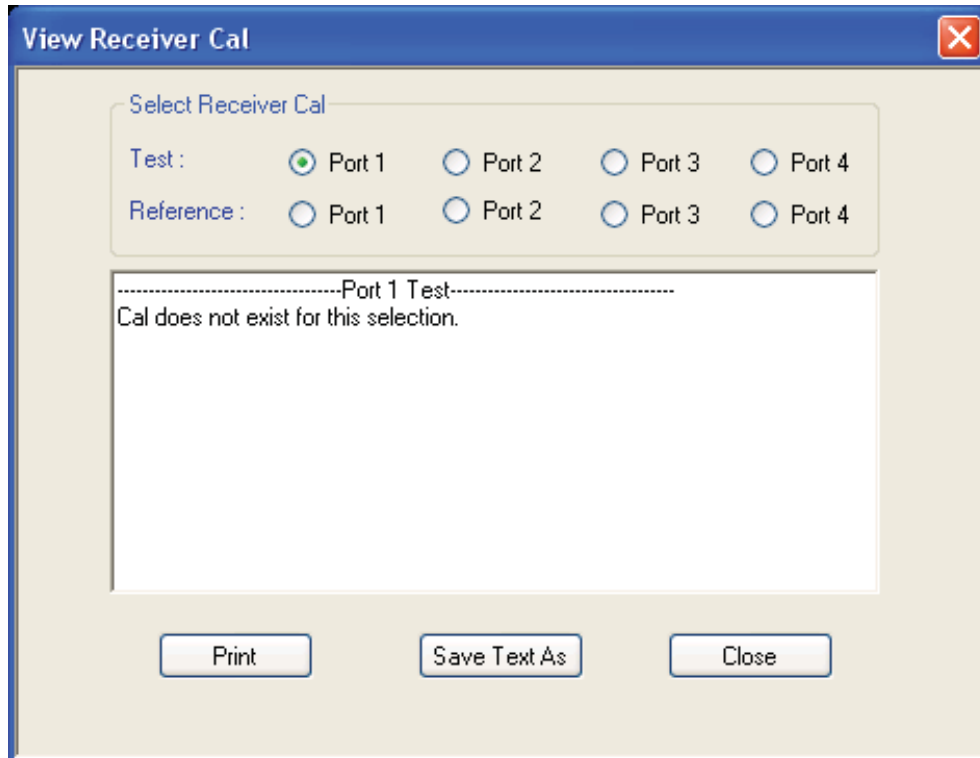 View Receiver Cal
Select Receiver Cal
Test : Port 1 Port 2 Port 3 Port 4
Reference : Port 1 Port 2 Port 3 Port 4
------------------------------------Port 1 Test------------------------------------
Cal does not exist for this selection.
Print Save Text As Close